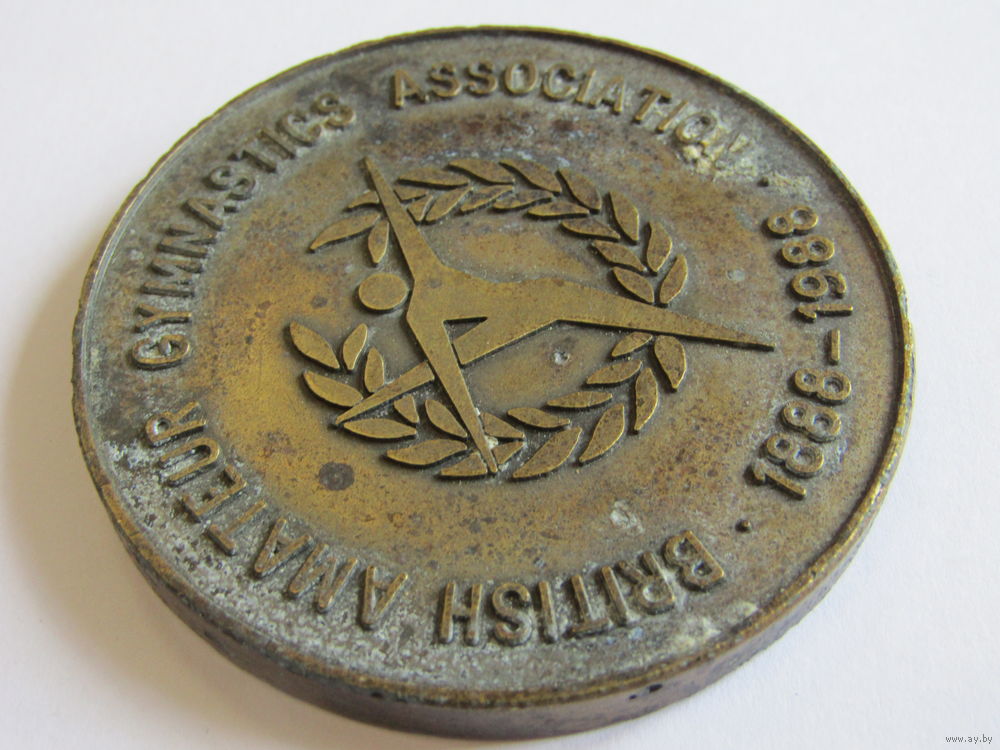 BRITISH AMATEUR GYMNASTICS ASSOCIATION
· 1888-1988 ·
www.ay.by